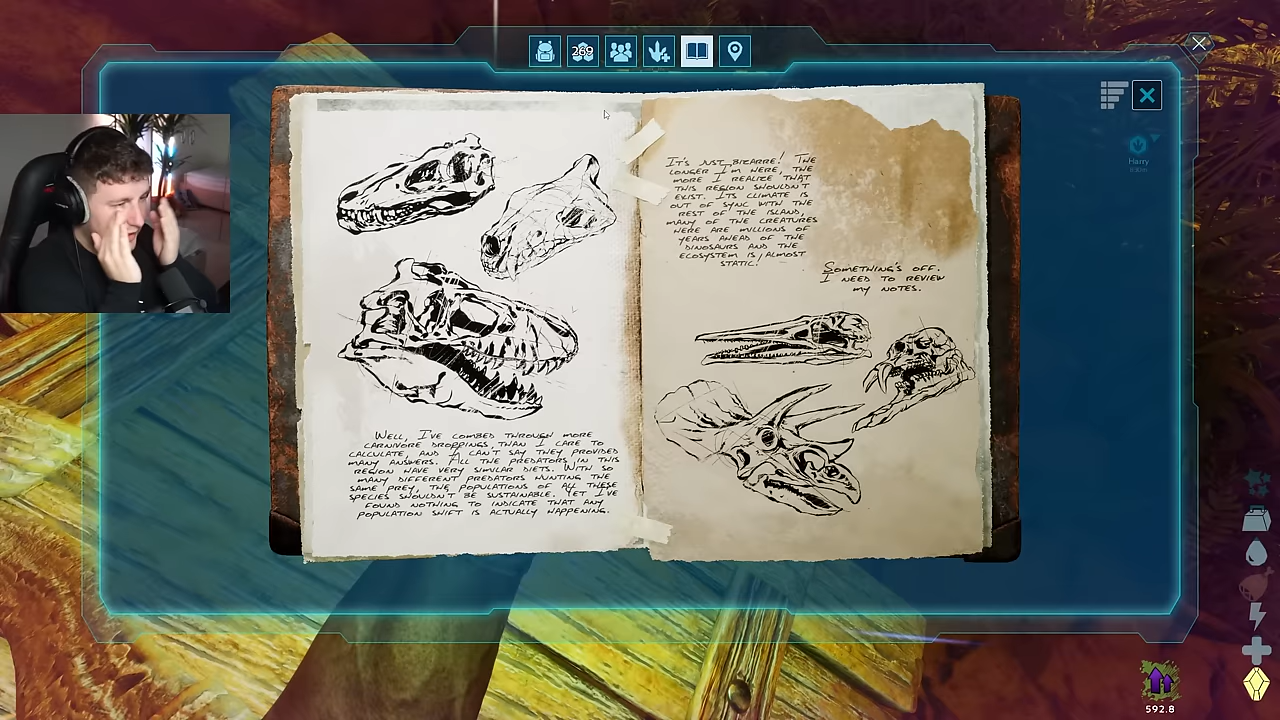 269
Harry
Well, I've combed through more
carnivore droppings than I care to
calculate, and I can't say they provided
many answers. All the predators in this
region have very similar diets. With so
many different predators hunting the
same prey, the populations of all these
species shouldn't be sustainable. Yet I've
found nothing to indicate that any
population shift is actually happening.
It's just bizarre! The
longer I'm here, the
more I realize that
this region shouldn't
exist. Its climate is
out of sync with the
rest of the island,
many of the creatures
here are millions of
years ahead of the
dinosaurs and the
ecosystem is almost
static!
Something's off.
I need to review
my notes.
592.8